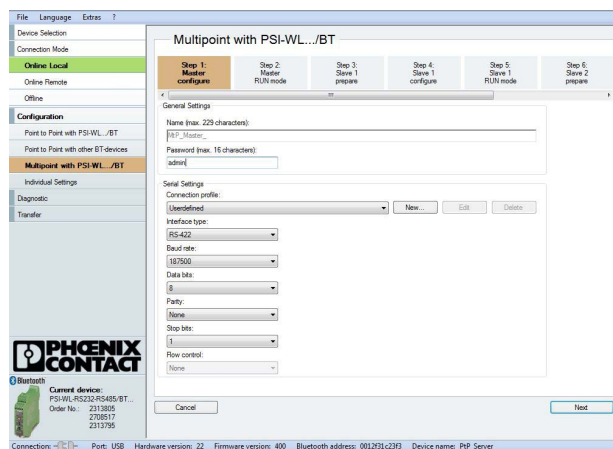 File Language Extras ?
Device Selection
Connection Mode
Online Local
Online Remote
Offline
Configuration
Point to Point with PSI-WL.../BT
Point to Point with other BT-devices
Multipoint with PSI-WL.../BT
Individual Settings
Diagnostic
Transfer
Multipoint with PSI-WL.../BT
Step 1:
Master
configure
Step 2:
Master
RUN mode
Step 3:
Slave 1
prepare
Step 4:
Slave 1
configure
Step 5:
Slave 1
RUN mode
Step 6:
Slave 2
prepare
General Settings
Name (max. 229 characters):
MtP_Master_
Password (max. 16 characters):
admin
Serial Settings
Connection profile:
Userdefined
New... Edit Delete
Interface type:
RS-422
Baud rate:
187500
Data bits:
8
Parity:
None
Stop bits:
1
Flow control:
None
Cancel Next
PHŒNIX
CONTACT
Bluetooth
Current device:
PSI-WL-RS232-RS485/BT...
Order No.: 2313805
2708517
2313795
Connection: Port: USB Hardware version: 22 Firmware version: 400 Bluetooth address: 0012f31c23f3 Device name: PtP_Server